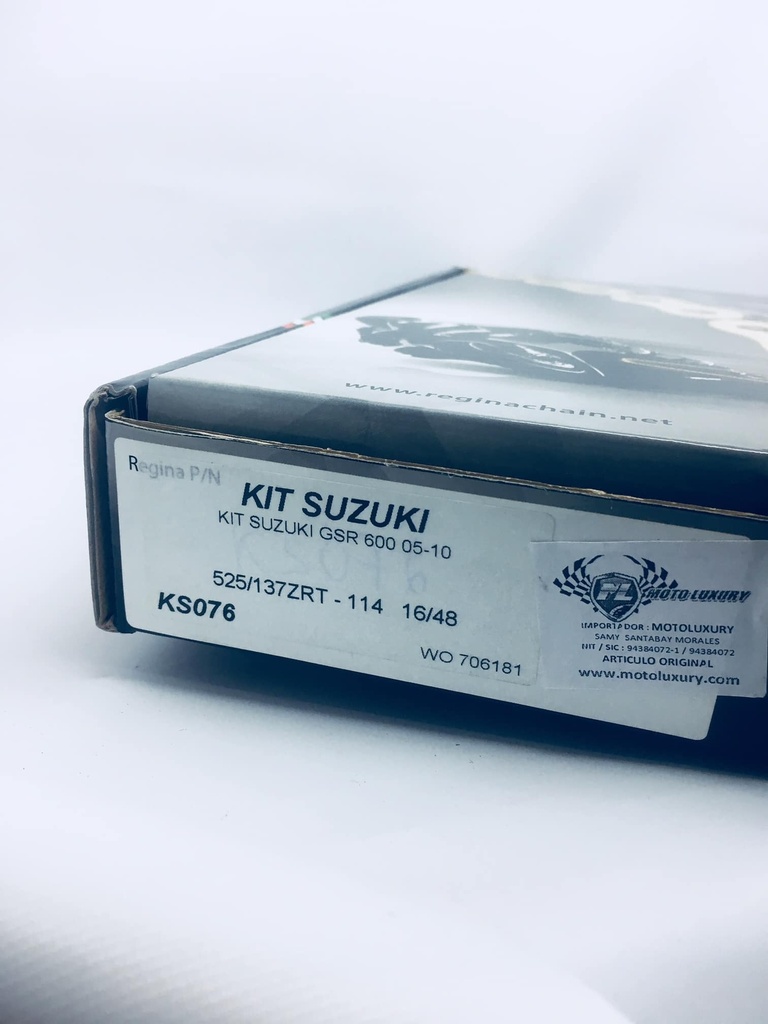 www.reginachain.net
Regina P/N
KIT SUZUKI
KIT SUZUKI GSR 600 05-10
525/137ZRT - 114 16/48
KS076
WO 706181
MOTO LUXURY
IMPORTADOR : MOTOLUXURY
SAMY SANTABAY MORALES
NIT / SIC : 94384072-1 / 94384072
ARTICULO ORIGINAL
www.motoluxury.com